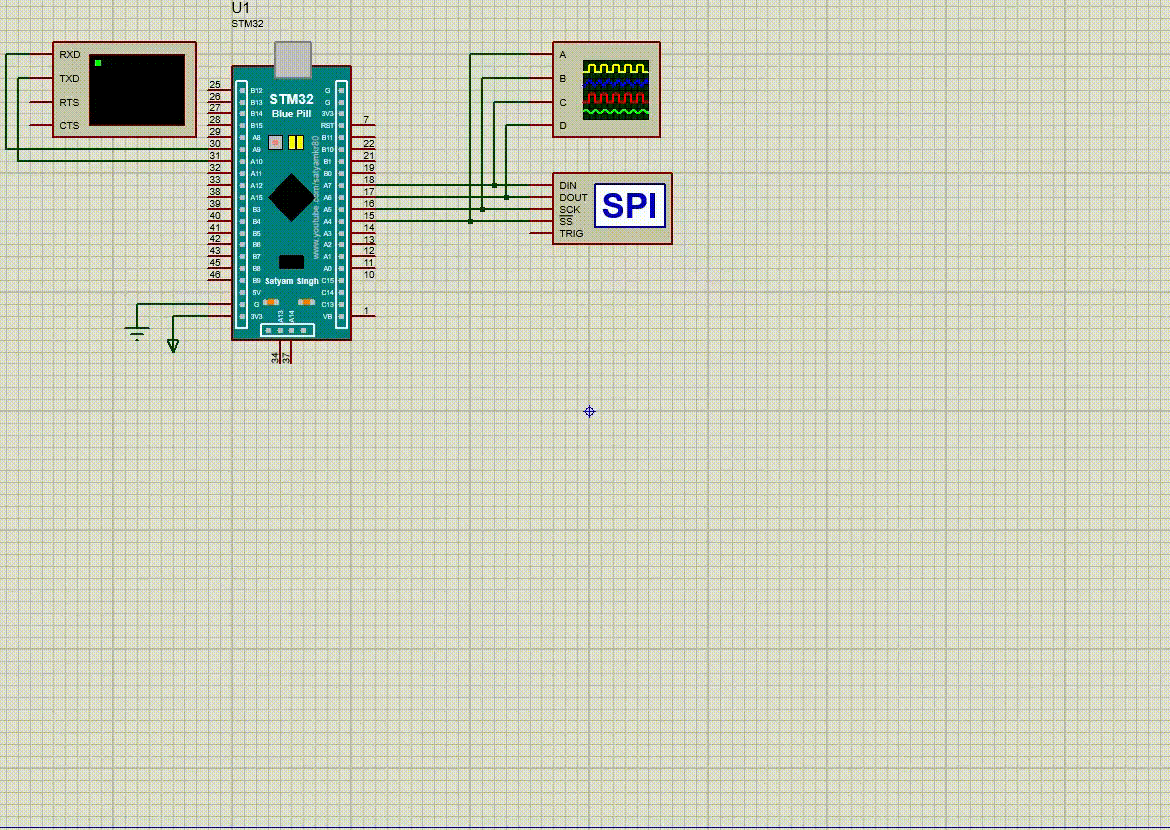 U1
STM32
RXD
TXD
RTS
CTS
25
26
27
28
29
30
31
32
33
38
39
40
41
42
43
45
46
B12
B13
B14
B15
A8
A9
A10
A11
A12
A15
B3
B4
B5
B6
B7
B8
B9
5V
G
3V3
STM32
Blue Pill
www.youtube.com/satyamkr80
Satyam Singh
A13
A14
34
37
G
G
3V3
RST
B11
B10
B1
B0
A7
A6
A5
A4
A3
A2
A1
A0
C15
C14
C13
VB
7
22
21
19
18
17
16
15
14
13
12
11
10
1
A
B
C
D
DIN
DOUT
SCK
SS
TRIG
SPI